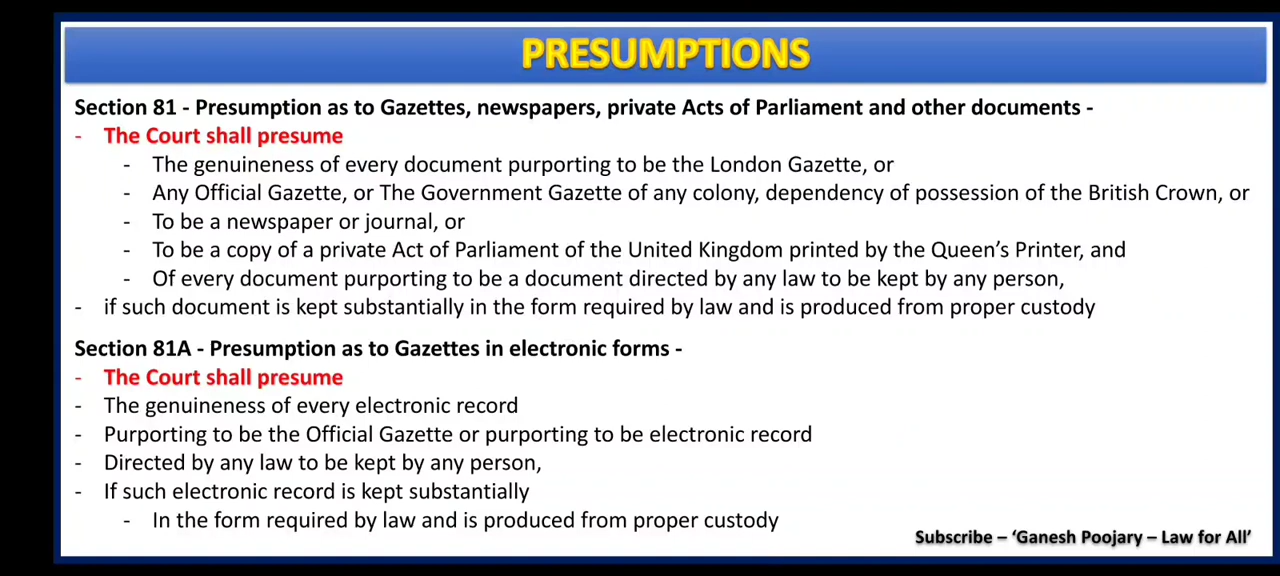 PRESUMPTIONS
Section 81 - Presumption as to Gazettes, newspapers, private Acts of Parliament and other documents -
- The Court shall presume
- The genuineness of every document purporting to be the London Gazette, or
- Any Official Gazette, or The Government Gazette of any colony, dependency of possession of the British Crown, or
- To be a newspaper or journal, or
- To be a copy of a private Act of Parliament of the United Kingdom printed by the Queen's Printer, and
- Of every document purporting to be a document directed by any law to be kept by any person,
- if such document is kept substantially in the form required by law and is produced from proper custody
Section 81A - Presumption as to Gazettes in electronic forms -
- The Court shall presume
- The genuineness of every electronic record
- Purporting to be the Official Gazette or purporting to be electronic record
- Directed by any law to be kept by any person,
- If such electronic record is kept substantially
- In the form required by law and is produced from proper custody
Subscribe – 'Ganesh Poojary – Law for All'